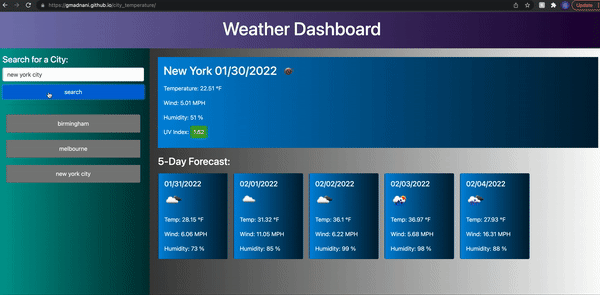 https://gmadnani.github.io/city_temperature/
Update
Weather Dashboard
Search for a City:
new york city
search
birmingham
melbourne
new york city
New York 01/30/2022
Temperature: 22.51 °F
Wind: 5.01 MPH
Humidity: 51 %
UV Index: 1.62
5-Day Forecast:
01/31/2022
Temp: 28.15 °F
Wind: 6.06 MPH
Humidity: 73 %
02/01/2022
Temp: 31.32 °F
Wind: 11.05 MPH
Humidity: 85 %
02/02/2022
Temp: 36.1 °F
Wind: 6.22 MPH
Humidity: 99 %
02/03/2022
Temp: 36.97 °F
Wind: 5.68 MPH
Humidity: 98 %
02/04/2022
Temp: 27.93 °F
Wind: 16.31 MPH
Humidity: 88 %